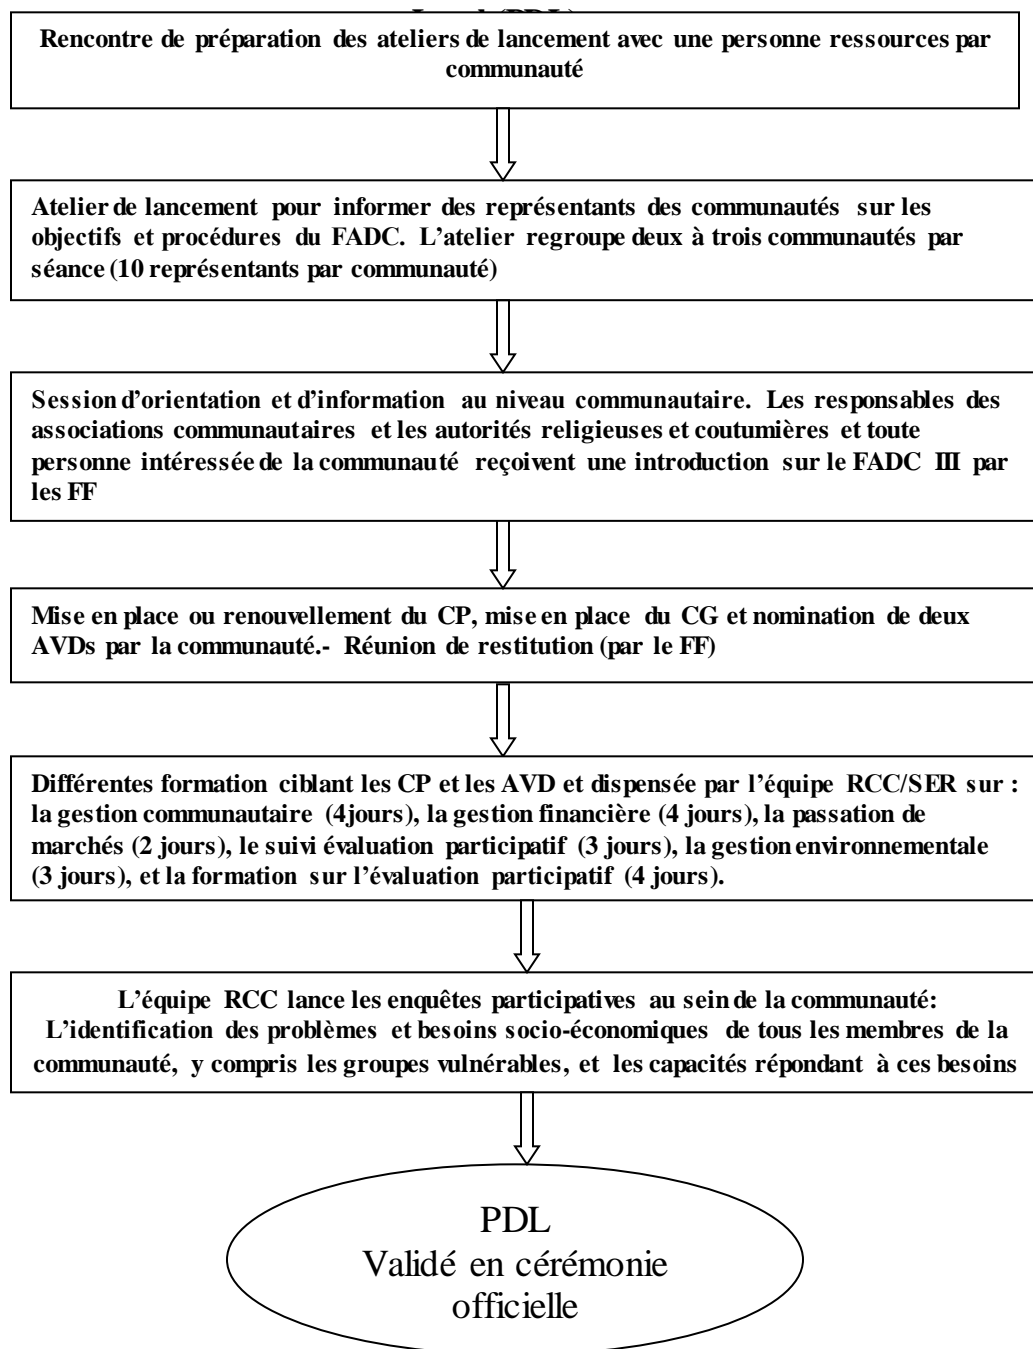 Rencontre de préparation des ateliers de lancement avec une personne ressources par
communauté
Atelier de lancement pour informer des représentants des communautés sur les
objectifs et procédures du FADC. L’atelier regroupe deux à trois communautés par
séance (10 représentants par communauté)
Session d’orientation et d’information au niveau communautaire. Les responsables des
associations communautaires et les autorités religieuses et coutumières et toute
personne intéressée de la communauté reçoivent une introduction sur le FADC III par
les FF
Mise en place ou renouvellement du CP, mise en place du CG et nomination de deux
AVDs par la communauté.- Réunion de restitution (par le FF)
Différentes formation ciblant les CP et les AVD et dispensée par l’équipe RCC/SER sur :
la gestion communautaire (4jours), la gestion financière (4 jours), la passation de
marchés (2 jours), le suivi évaluation participatif (3 jours), la gestion environnementale
(3 jours), et la formation sur l’évaluation participatif (4 jours).
L’équipe RCC lance les enquêtes participatives au sein de la communauté:
L’identification des problèmes et besoins socio-économiques de tous les membres de la
communauté, y compris les groupes vulnérables, et les capacités répondant à ces besoins
PDL
Validé en cérémonie
officielle